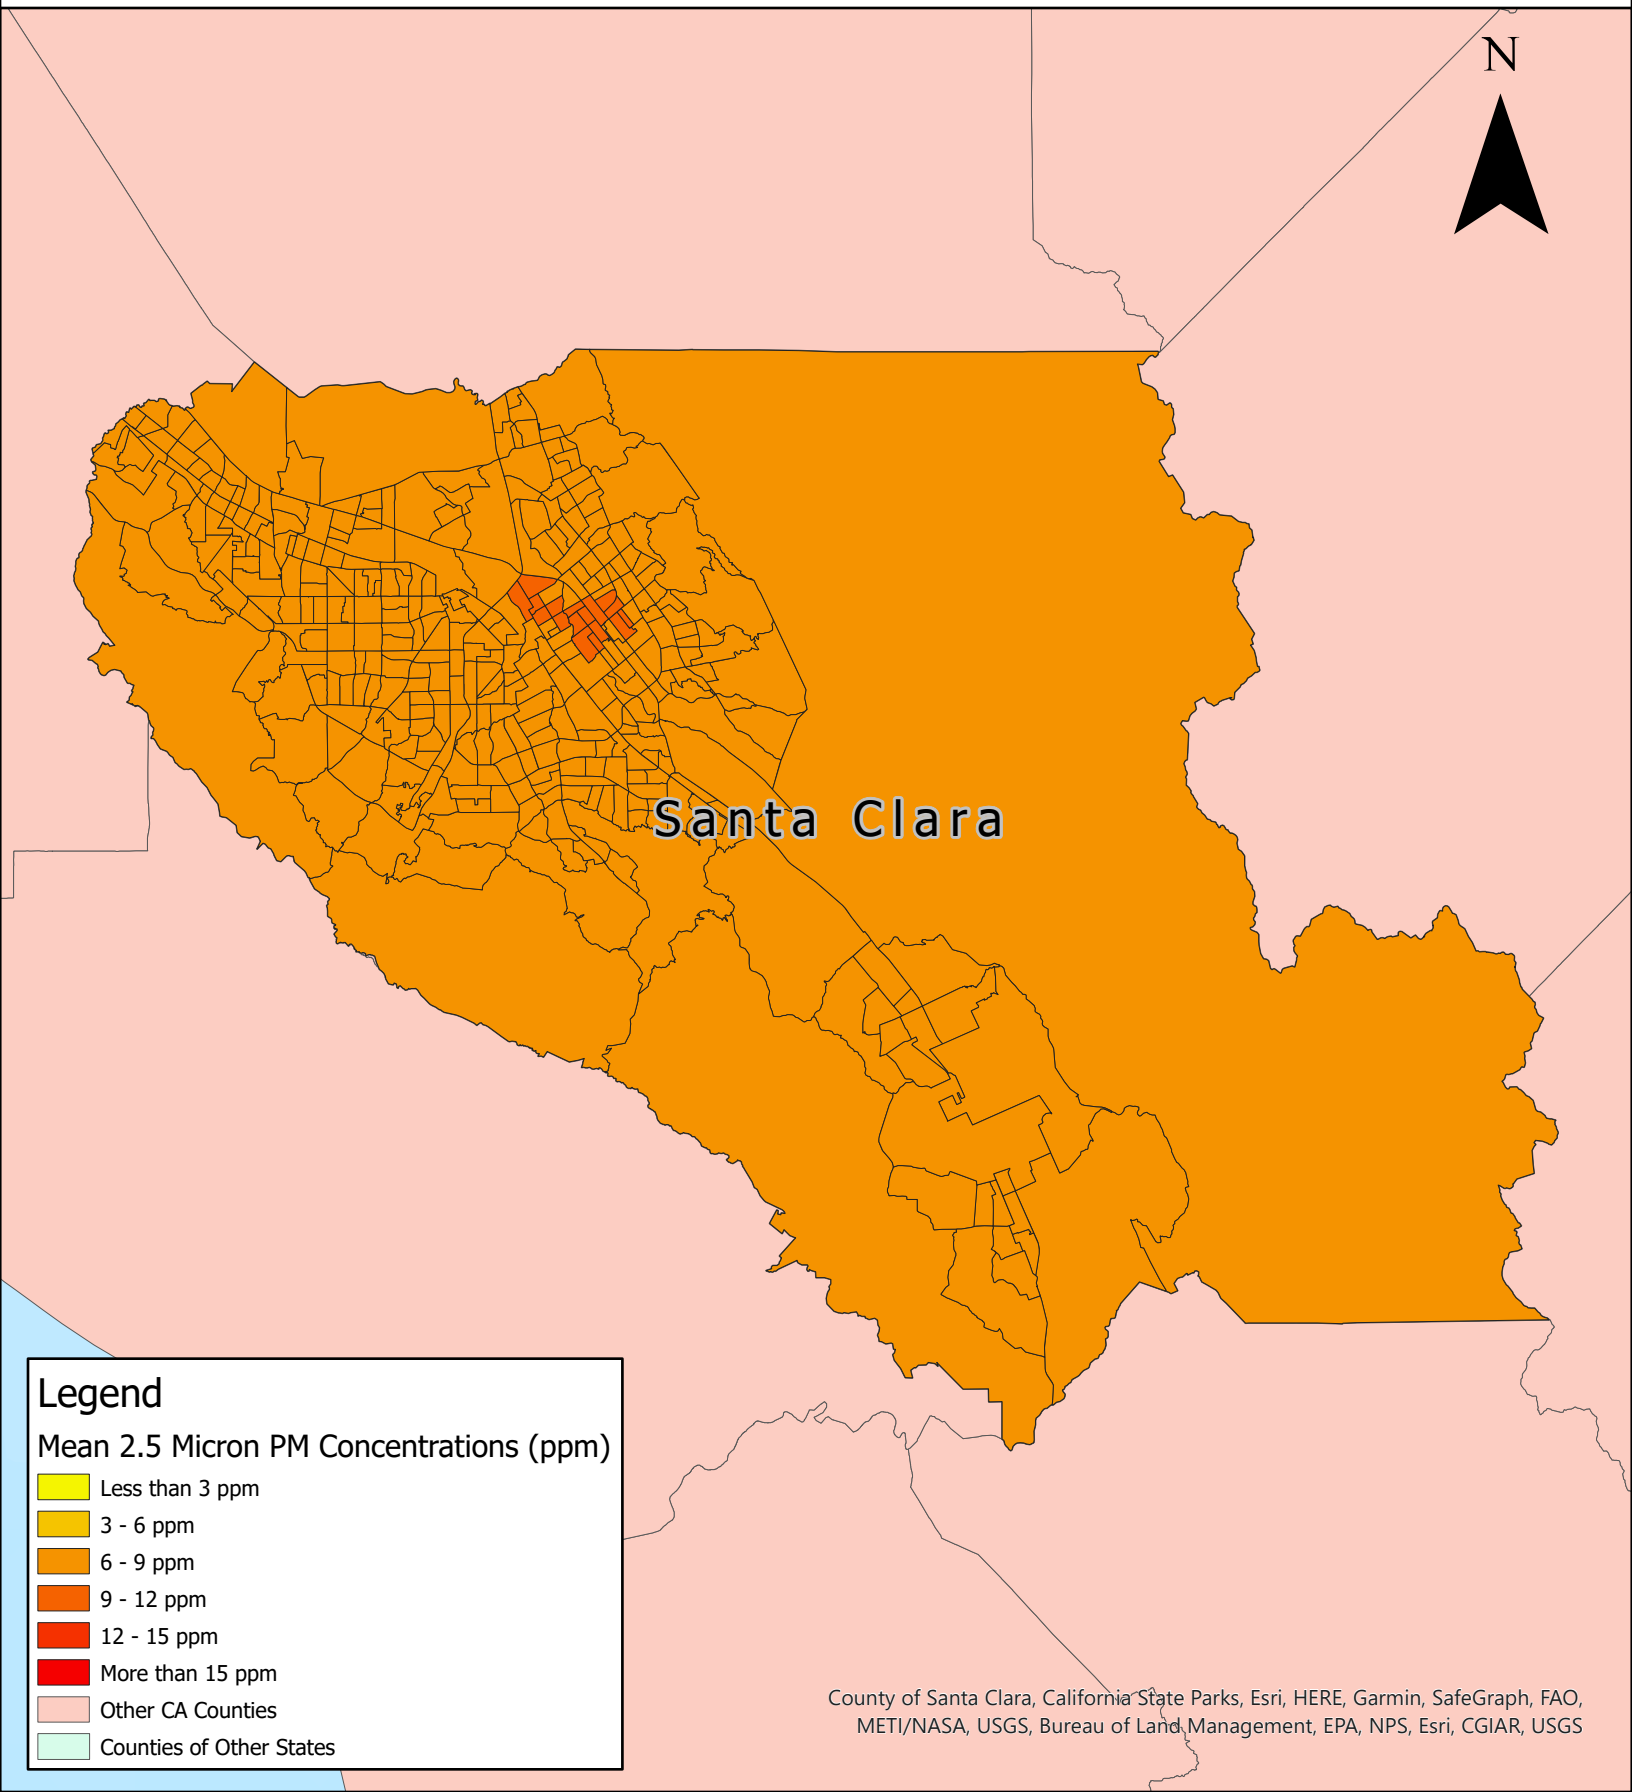 N
Santa Clara
Legend
Mean 2.5 Micron PM Concentrations (ppm)
Less than 3 ppm
3 - 6 ppm
6 - 9 ppm
9 - 12 ppm
12 - 15 ppm
More than 15 ppm
Other CA Counties
Counties of Other States
County of Santa Clara, California State Parks, Esri, HERE, Garmin, SafeGraph, FAO,
METI/NASA, USGS, Bureau of Land Management, EPA, NPS, Esri, CGIAR, USGS